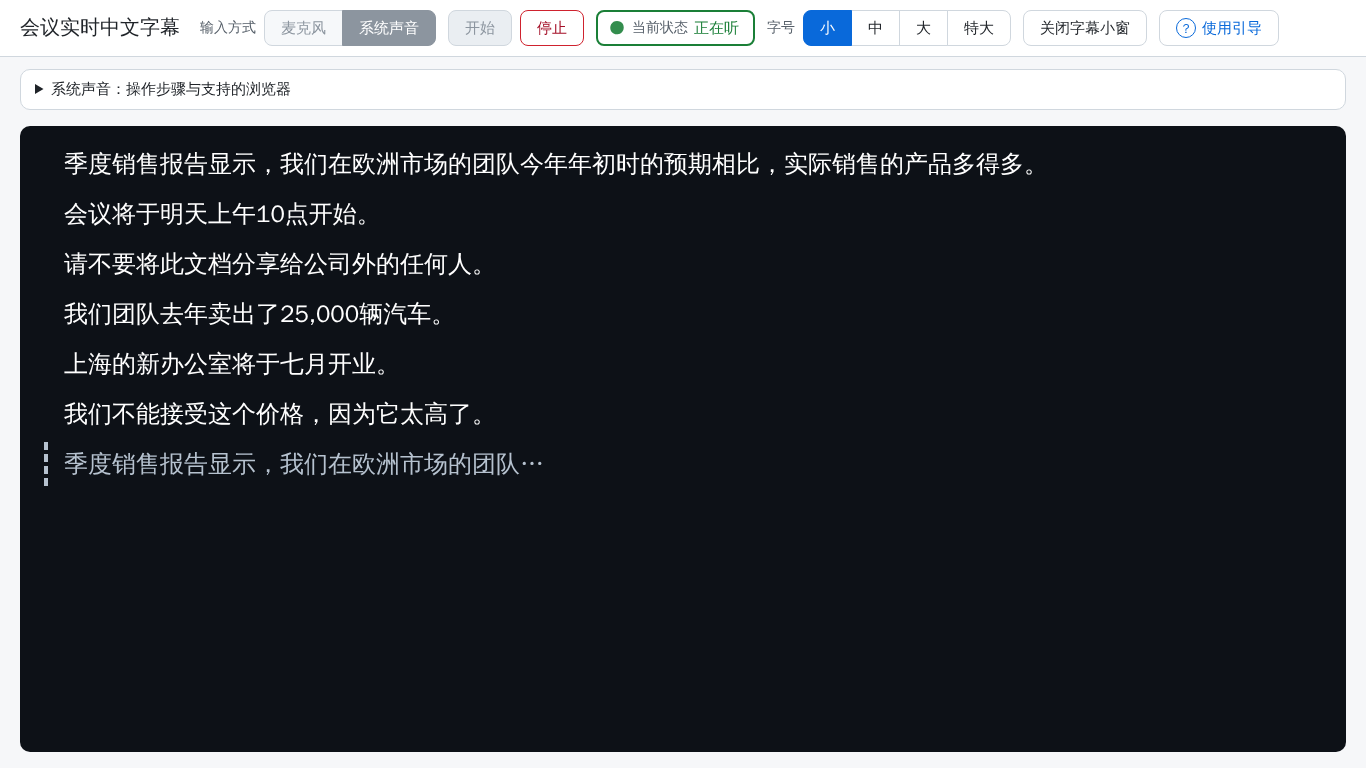 会议实时中文字幕 输入方式 麦克风 系统声音 开始 停止 当前状态 正在听 字号 小 中 大 特大 关闭字幕小窗 ? 使用引导
▶ 系统声音：操作步骤与支持的浏览器
季度销售报告显示，我们在欧洲市场的团队今年年初时的预期相比，实际销售的产品多得多。
会议将于明天上午10点开始。
请不要将此文档分享给公司外的任何人。
我们团队去年卖出了25,000辆汽车。
上海的新办公室将于七月开业。
我们不能接受这个价格，因为它太高了。
季度销售报告显示，我们在欧洲市场的团队…